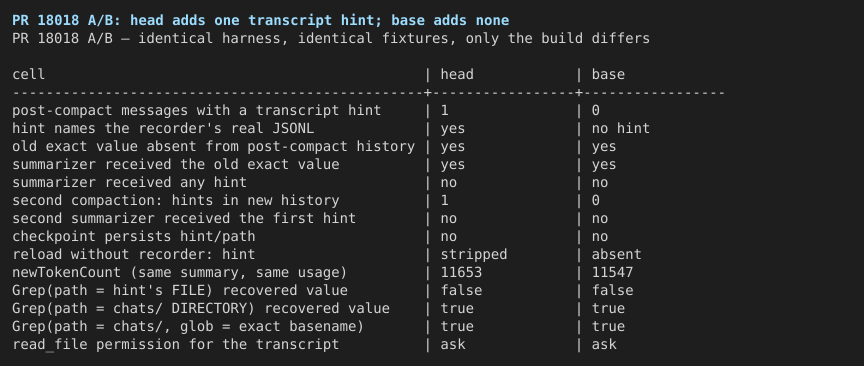 PR 18018 A/B: head adds one transcript hint; base adds none
PR 18018 A/B — identical harness, identical fixtures, only the build differs
cell | head | base
--------------------------------------------------+-----------------+-----------------
post-compact messages with a transcript hint | 1 | 0
hint names the recorder's real JSONL | yes | no hint
old exact value absent from post-compact history | yes | yes
summarizer received the old exact value | yes | yes
summarizer received any hint | no | no
second compaction: hints in new history | 1 | 0
second summarizer received the first hint | no | no
checkpoint persists hint/path | no | no
reload without recorder: hint | stripped | absent
newTokenCount (same summary, same usage) | 11653 | 11547
Grep(path = hint's FILE) recovered value | false | false
Grep(path = chats/ DIRECTORY) recovered value | true | true
Grep(path = chats/, glob = exact basename) | true | true
read_file permission for the transcript | ask | ask